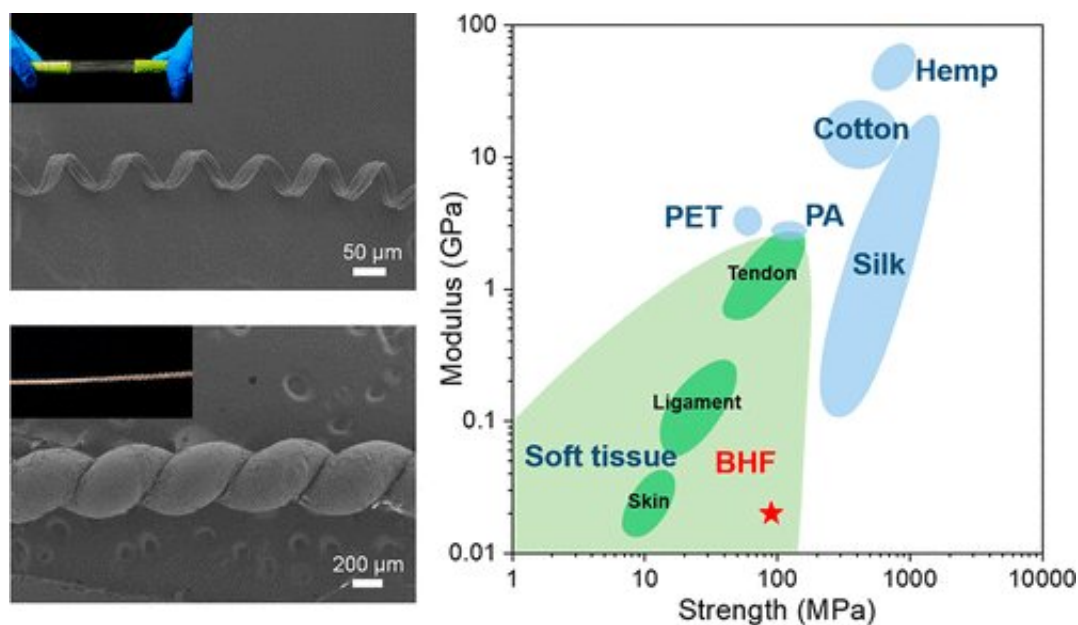 50 µm
200 µm
100
10
1
0.1
0.01
Modulus (GPa)
Hemp
Cotton
PET
PA
Silk
Tendon
Ligament
Soft tissue
BHF
Skin
1
10
100
1000
10000
Strength (MPa)